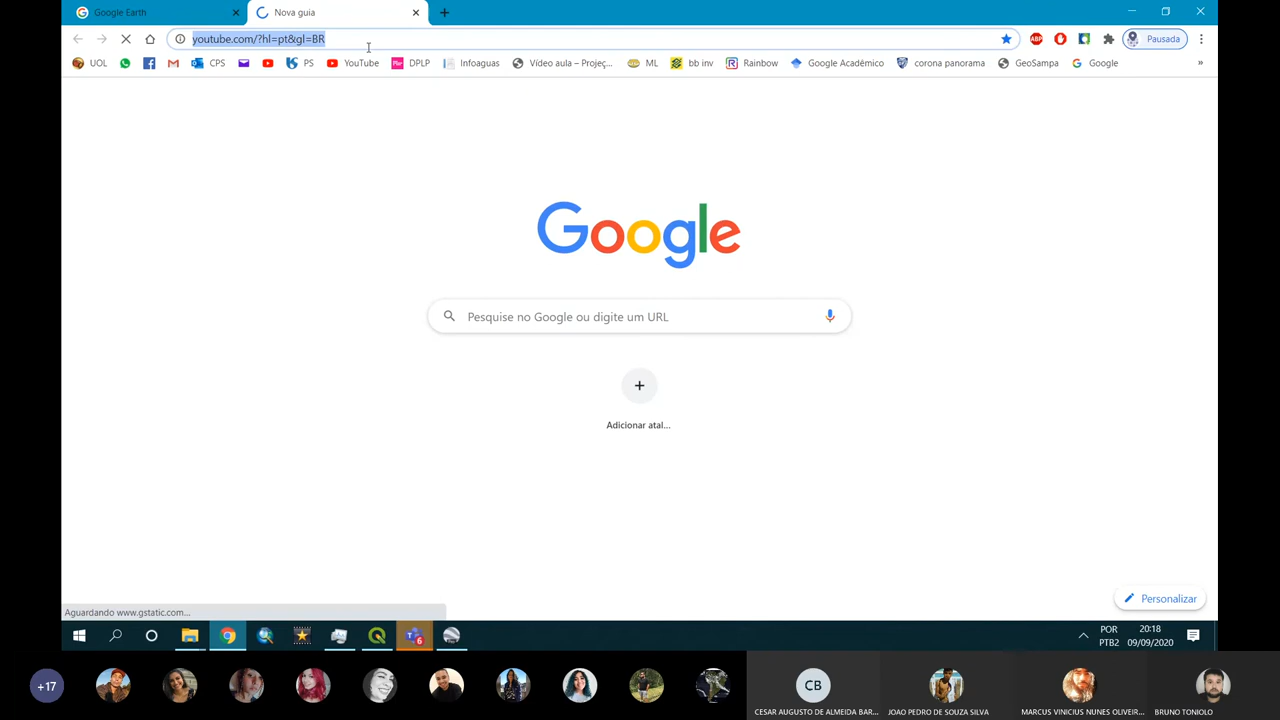 Google Earth
Nova guia
youtube.com/?hl=pt&gl=BR
ABP
Pausada
UOL
CPS
PS
YouTube
DPLP
Infoaguas
Vídeo aula – Projeç...
ML
bb inv
Rainbow
Google Acadêmico
corona panorama
GeoSampa
Google
»
Google
Pesquise no Google ou digite um URL
Adicionar atal...
Personalizar
Aguardando www.gstatic.com...
6
POR
PTB2
20:18
09/09/2020
+17
CB
CESAR AUGUSTO DE ALMEIDA BAR...
JOAO PEDRO DE SOUZA SILVA
MARCUS VINICIUS NUNES OLIVEIR...
BRUNO TONIOLO